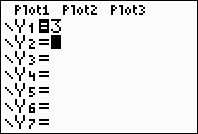 Plot1 Plot2 Plot3
\Y1=3
\Y2=
\Y3=
\Y4=
\Y5=
\Y6=
\Y7=